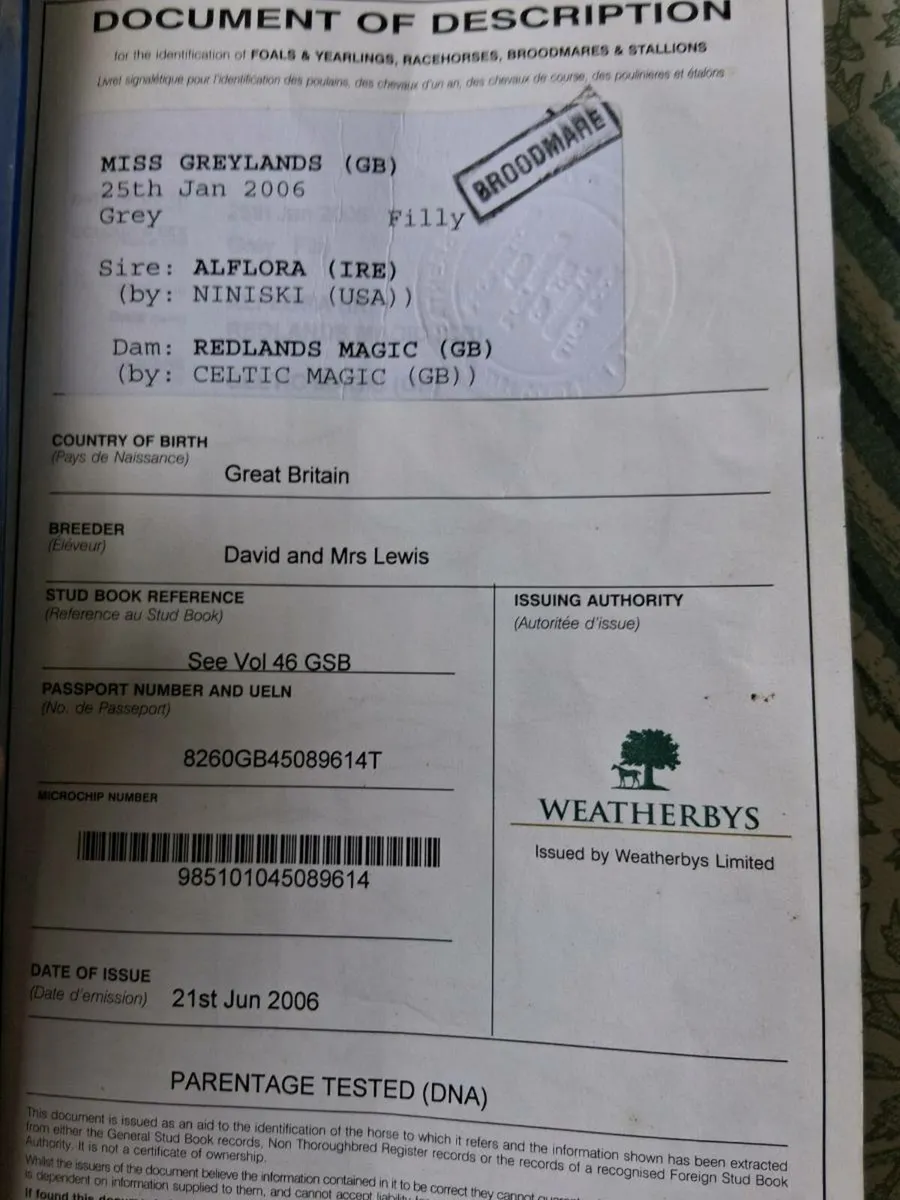 DOCUMENT OF DESCRIPTION
for the identification of FOALS & YEARLINGS, RACEHORSES, BROODMARES & STALLIONS
Livret signalétique pour l'identification des poulains, des chevaux d'un an, des chevaux de course, des poulinieres et étalons
BROODMARE
MISS GREYLANDS (GB)
25th Jan 2006
Grey Filly
Sire: ALFLORA (IRE)
(by: NINISKI (USA))
Dam: REDLANDS MAGIC (GB)
(by: CELTIC MAGIC (GB))
COUNTRY OF BIRTH
(Pays de Naissance)
Great Britain
BREEDER
(Éleveur)
David and Mrs Lewis
STUD BOOK REFERENCE
(Reference au Stud Book)
See Vol 46 GSB
PASSPORT NUMBER AND UELN
(No. de Passeport)
8260GB45089614T
MICROCHIP NUMBER
985101045089614
DATE OF ISSUE
(Date d'emission) 21st Jun 2006
ISSUING AUTHORITY
(Autoritée d'issue)
WEATHERBYS
Issued by Weatherbys Limited
PARENTAGE TESTED (DNA)
This document is issued as an aid to the identification of the horse to which it refers and the information shown has been extracted
from either the General Stud Book records, Non Thoroughbred Register records or the records of a recognised Foreign Stud Book
Authority. It is not a certificate of ownership.
Whilst the issuers of the document believe the information contained in it to be correct they cannot
is dependent on information supplied to them, and cannot accept
If found this